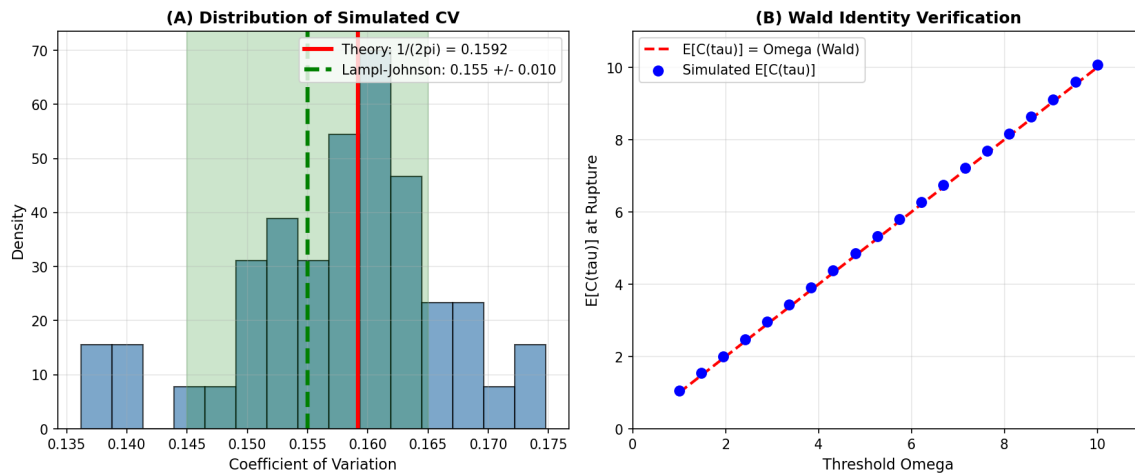 (A) Distribution of Simulated CV
Theory: 1/(2pi) = 0.1592
Lampl-Johnson: 0.155 +/- 0.010
Density
70
60
50
40
30
20
10
0
0.135 0.140 0.145 0.150 0.155 0.160 0.165 0.170 0.175
Coefficient of Variation
(B) Wald Identity Verification
E[C(tau)] = Omega (Wald)
Simulated E[C(tau)]
E[C(tau)] at Rupture
10
8
6
4
2
0
2 4 6 8 10
Threshold Omega